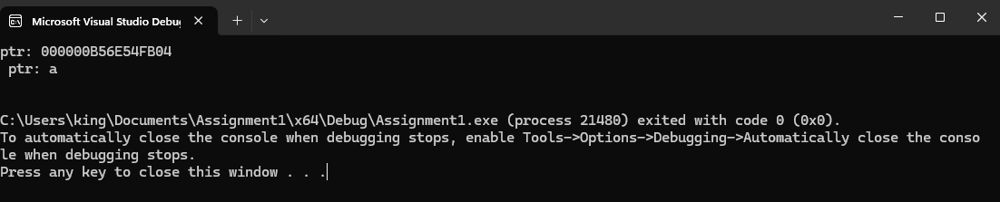 Microsoft Visual Studio Debu
ptr: 000000B56E54FB04
 ptr: a
C:\Users\king\Documents\Assignment1\x64\Debug\Assignment1.exe (process 21480) exited with code 0 (0x0).
To automatically close the console when debugging stops, enable Tools->Options->Debugging->Automatically close the conso
le when debugging stops.
Press any key to close this window . . .